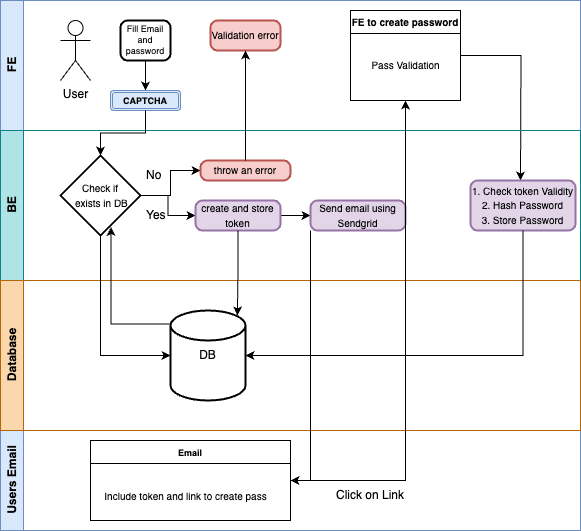 FE
User
Fill Email
and
password
CAPTCHA
Validation error
FE to create password
Pass Validation
BE
Check if
exists in DB
No
Yes
throw an error
create and store
token
Send email using
Sendgrid
1. Check token Validity
2. Hash Password
3. Store Password
Database
DB
Users Email
Email
Include token and link to create pass
Click on Link